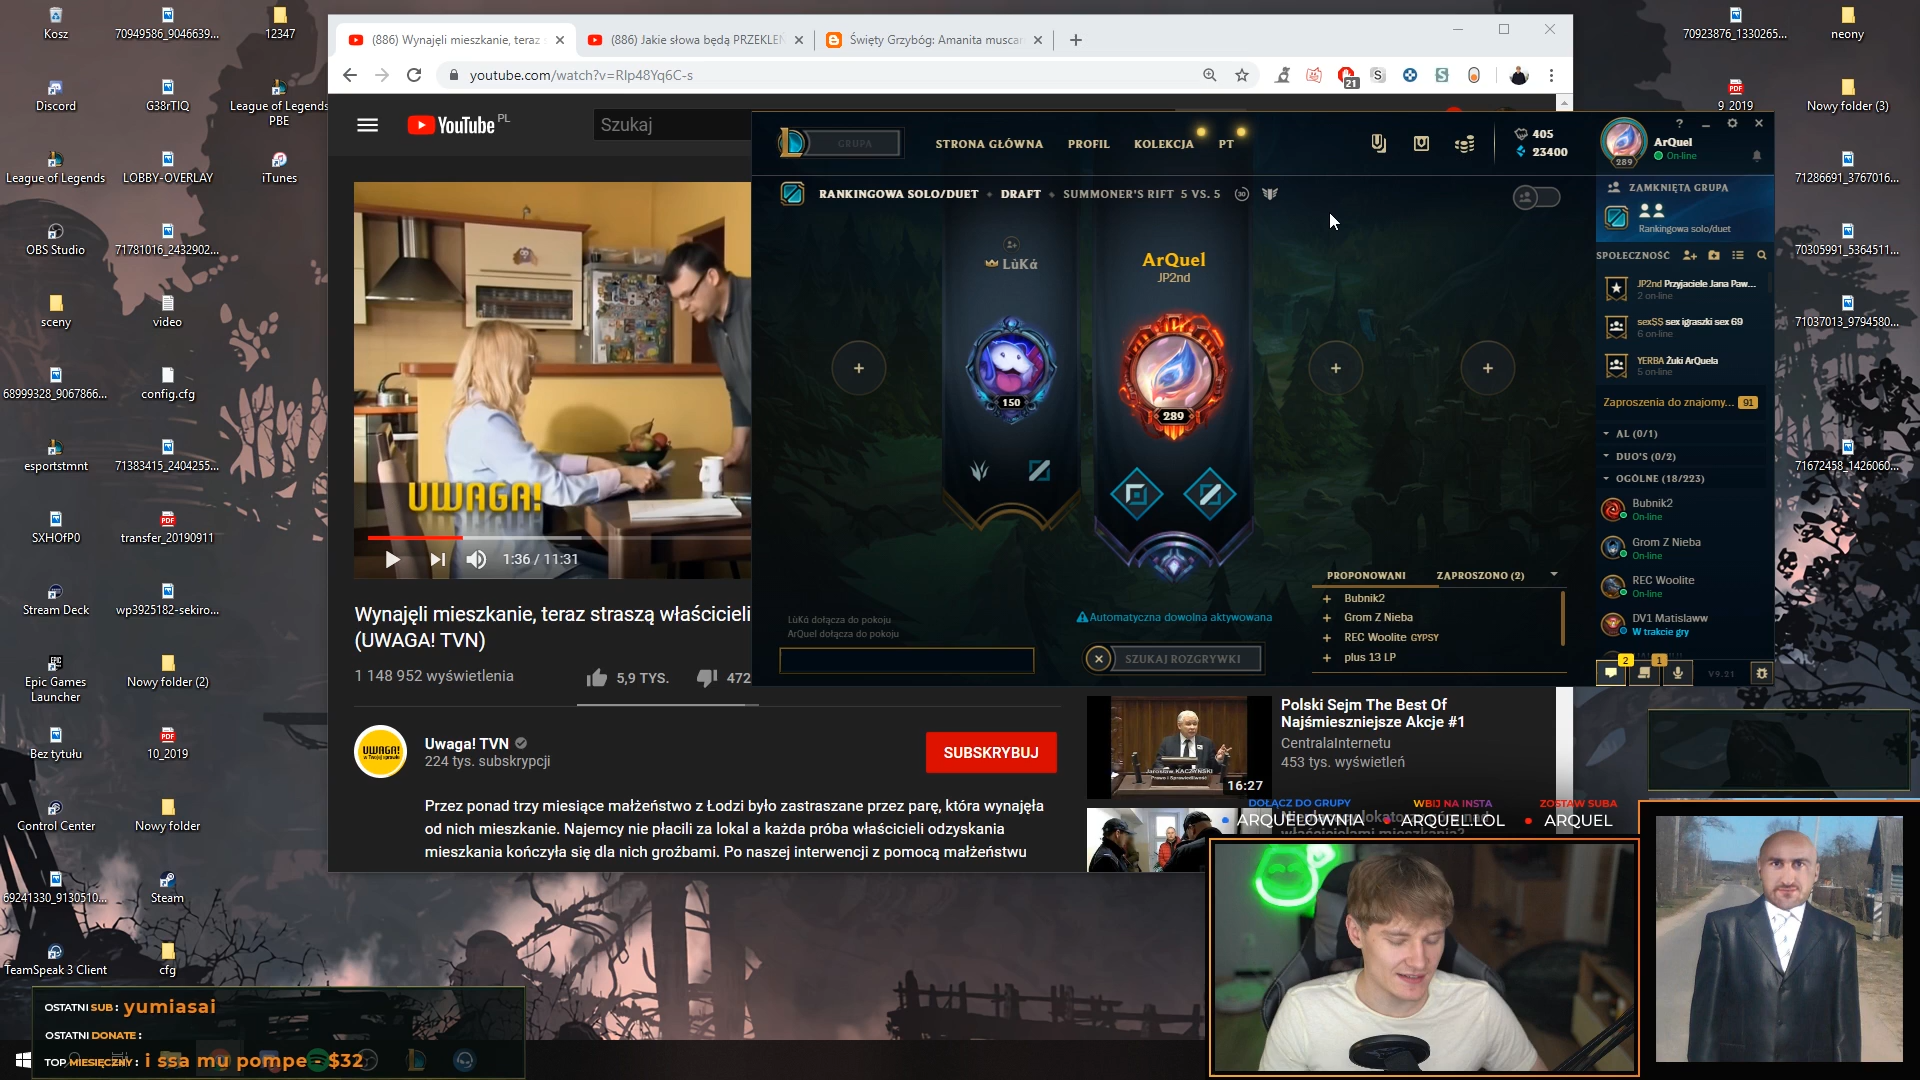 Kosz
70949586_9046639...
12347
Discord
G38rTlQ
League of Legends
PBE
League of Legends
LOBBY-OVERLAY
iTunes
OBS Studio
71781016_2432902...
sceny
video
68999328_9067866...
config.cfg
esportstmnt
71383415_2404255...
SXHOfP0
transfer_20190911
Stream Deck
wp3925182-sekiro...
Epic Games
Launcher
Nowy folder (2)
Bez tytułu
10_2019
Control Center
Nowy folder
69241330_9130510...
Steam
TeamSpeak 3 Client
cfg
OSTATNI SUB : yumiasai
OSTATNI DONATE :
TOP MIESIĘCZNY : i ssa mu pompe - $32
(886) Wynajęli mieszkanie, teraz
(886) Jakie słowa będą PRZEKLEN
Święty Grzybóg: Amanita muscar
youtube.com/watch?v=RIp48Yq6C-s
21
YouTube PL
Szukaj
UWAGA!
1:36 / 11:31
Wynajęli mieszkanie, teraz straszą właścicieli
(UWAGA! TVN)
1 148 952 wyświetlenia
5,9 TYS.
472
UWAGA!
Uwaga! TVN
224 tys. subskrypcji
SUBSKRYBUJ
Przez ponad trzy miesiące małżeństwo z Łodzi było zastraszane przez parę, która wynajęła
od nich mieszkanie. Najemcy nie płacili za lokal a każda próba właścicieli odzyskania
mieszkania kończyła się dla nich groźbami. Po naszej interwencji z pomocą małżeństwu
GRUPA
STRONA GŁÓWNA
PROFIL
KOLEKCJA
PT
405
23400
289
ArQuel
On-line
RANKINGOWA SOLO/DUET
DRAFT
SUMMONER'S RIFT 5 VS. 5
30
LùKá
150
ArQuel
JP2nd
289
LùKá dołącza do pokoju
ArQuel dołącza do pokoju
Automatyczna dowolna aktywowana
SZUKAJ ROZGRYWKI
PROPONOWANI
ZAPROSZONO (2)
Bubnik2
Grom Z Nieba
REC Woolite GYPSY
plus 13 LP
ZAMKNIĘTA GRUPA
Rankingowa solo/duet
SPOŁECZNOŚĆ
JP2nd Przyjaciele Jana Paw...
2 on-line
sex$$ sex igraszki sex 69
6 on-line
YERBA Żuki ArQuela
5 on-line
Zaproszenia do znajomy... 91
AL (0/1)
DUO'S (0/2)
OGÓLNE (18/223)
Bubnik2
On-line
Grom Z Nieba
On-line
REC Woolite
On-line
DV1 Matislaww
W trakcie gry
2
1
V9.21
Polski Sejm The Best Of
Najśmieszniejsze Akcje #1
CentralaInternetu
453 tys. wyświetleń
Jarosław KACZYŃSKI
16:27
DOŁĄCZ DO GRUPY
ARQUELOWNIA
WBIJ NA INSTA
ARQUEL.LOL
ZOSTAW SUBA
ARQUEL
70923876_1330265...
neony
9_2019
Nowy folder (3)
71286691_3767016...
70305991_5364511...
71037013_9794580...
71672458_1426060...